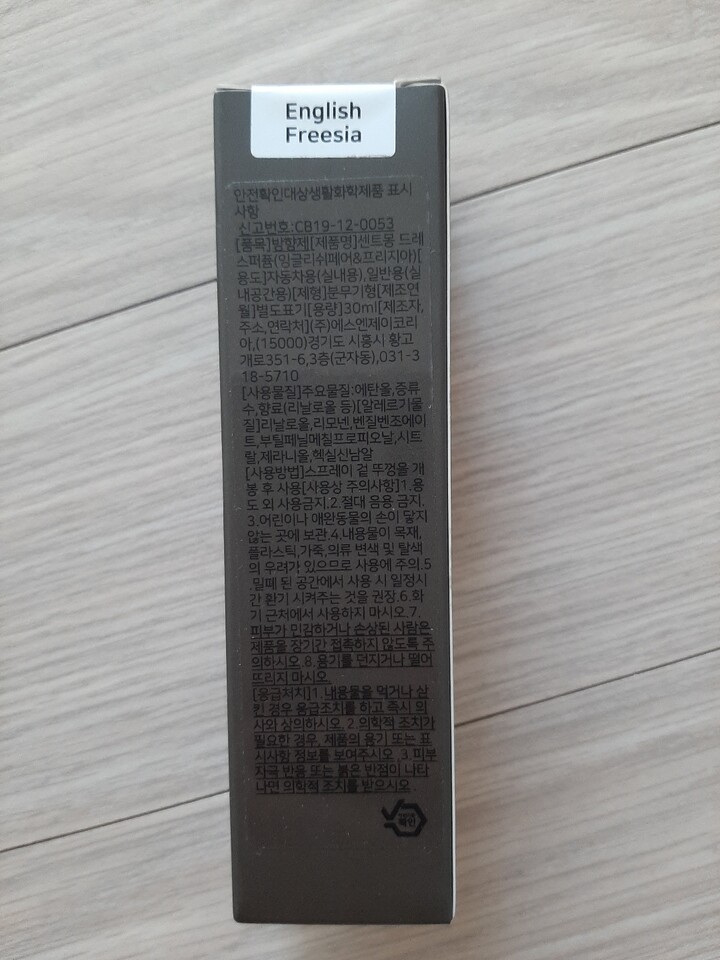 English
Freesia
안전확인대상생활화학제품 표시
사항
신고번호:CB19-12-0053
[품목]방향제[제품명]센트몽 드레
스퍼퓸(잉글리쉬페어&프리지아)[
용도]자동차용(실내용),일반용(실
내공간용)[제형]분무기형[제조연
월]별도표기[용량]30ml[제조자,
주소,연락처](주)에스엔제이코리
아,(15000)경기도 시흥시 황고
개로351-6,3층(군자동),031-3
18-5710
[사용물질]주요물질:에탄올,증류
수,향료(리날로올 등)[알레르기물
질]리날로올,리모넨,벤질벤조에이
트,부틸페닐메칠프로피오날,시트
랄,제라니올,헥실신남알
[사용방법]스프레이 겉 뚜껑을 개
봉 후 사용[사용상 주의사항]1.용
도 외 사용금지.2.절대 음용 금지.
3.어린이나 애완동물의 손이 닿지
않는 곳에 보관.4.내용물이 목재,
플라스틱,가죽,의류 변색 및 탈색
의 우려가 있으므로 사용에 주의.5
.밀폐 된 공간에서 사용 시 일정시
간 환기 시켜주는 것을 권장.6.화
기 근처에서 사용하지 마시오.7.
피부가 민감하거나 손상된 사람은
제품을 장기간 접촉하지 않도록 주
의하시오.8.용기를 던지거나 떨어
뜨리지 마시오.
[응급처치]1.내용물을 먹거나 삼
킨 경우 응급조치를 하고 즉시 의
사와 상의하시오.2.의학적 조치가
필요한 경우, 제품의 용기 또는 표
시사항 정보를 보여주시오.3.피부
자극 반응 또는 붉은 반점이 나타
나면 의학적 조치를 받으시오.
확인